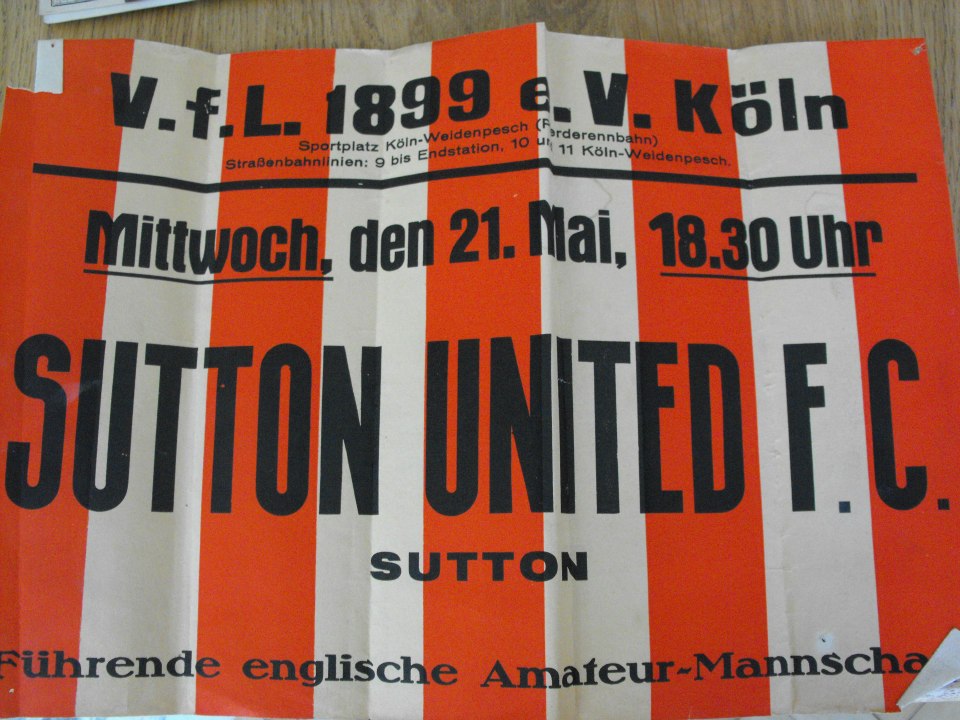 V.f.L. 1899 e.V. Köln
Sportplatz Köln-Weidenpesch (Pferderennbahn)
Straßenbahnlinien: 9 bis Endstation, 10 und 11 Köln-Weidenpesch.
Mittwoch, den 21. Mai, 18.30 Uhr
SUTTON UNITED F.C.
SUTTON
Führende englische Amateur-Mannscha